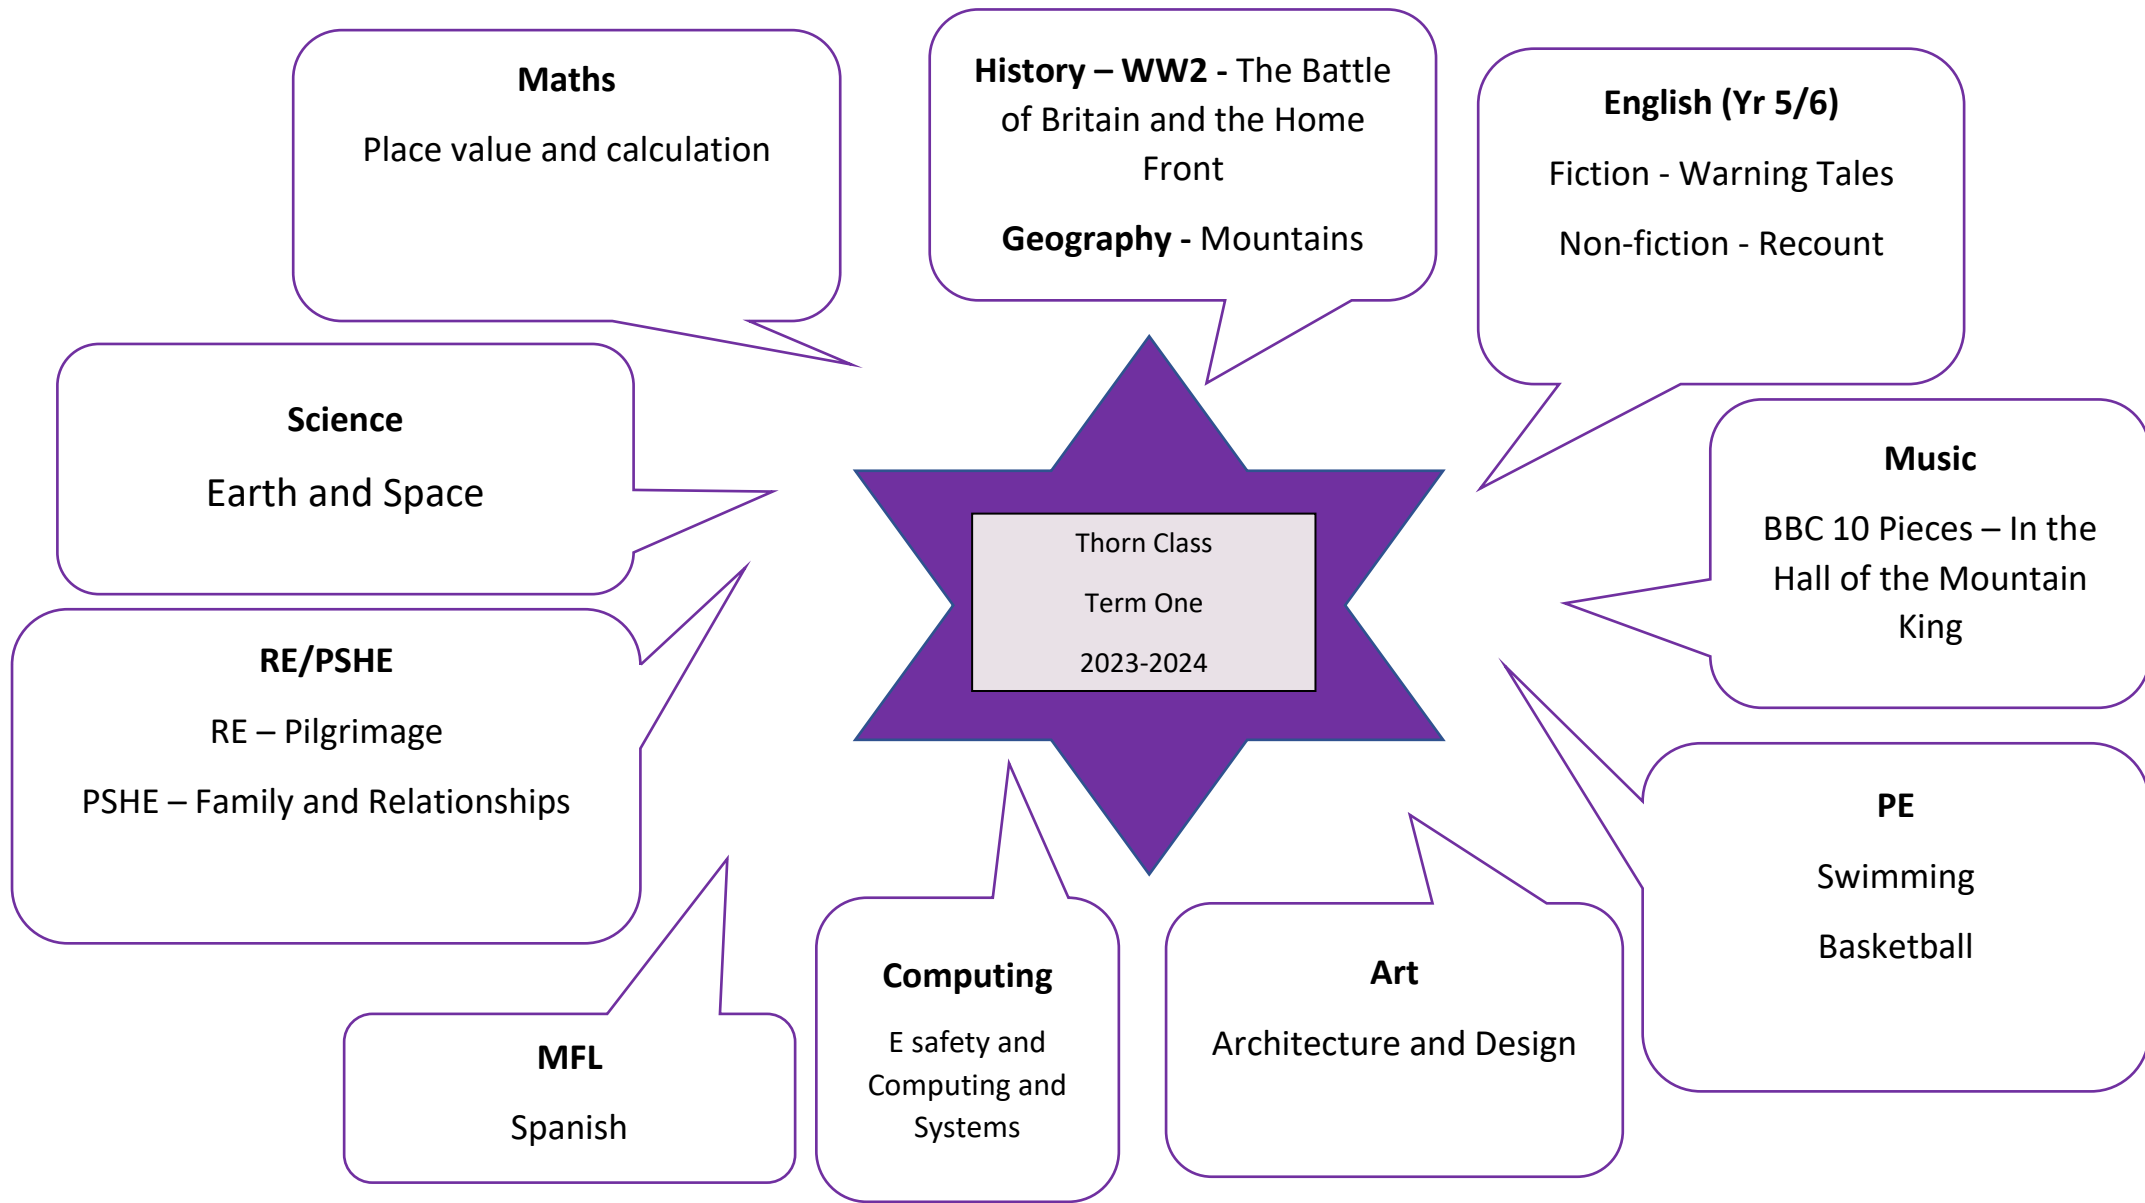 Maths
Place value and calculation
History – WW2 - The Battle
of Britain and the Home
Front
Geography - Mountains
English (Yr 5/6)
Fiction - Warning Tales
Non-fiction - Recount
Science
Earth and Space
Music
BBC 10 Pieces – In the
Hall of the Mountain
King
Thorn Class
Term One
2023-2024
RE/PSHE
RE – Pilgrimage
PSHE – Family and Relationships
PE
Swimming
Basketball
MFL
Spanish
Computing
E safety and
Computing and
Systems
Art
Architecture and Design